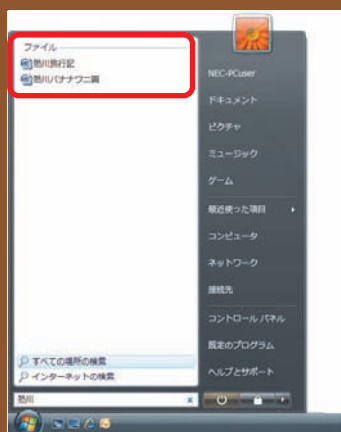 ファイル
熱川旅行記
熱川バナナワニ園
すべての場所の検索
インターネットの検索
熱川
NEC-PCuser
ドキュメント
ピクチャ
ミュージック
ゲーム
最近使った項目
コンピュータ
ネットワーク
接続先
コントロール パネル
既定のプログラム
ヘルプとサポート